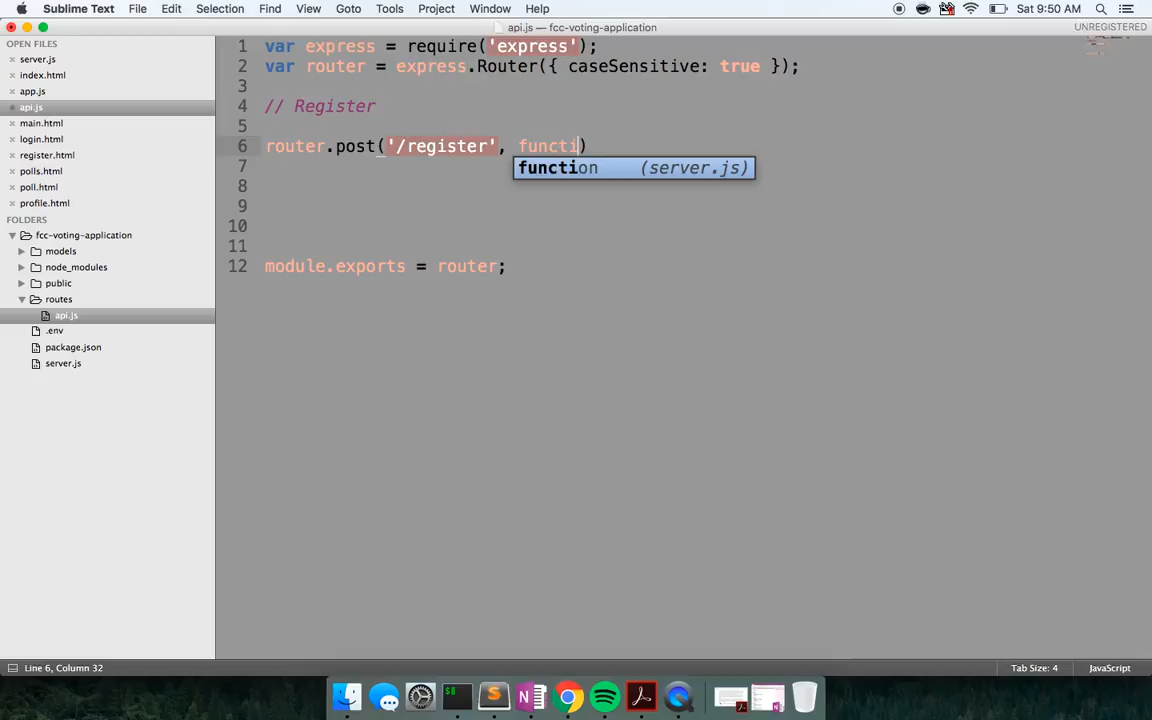 Sublime Text File Edit Selection Find View Goto Tools Project Window Help Sat 9:50 AM
api.js — fcc-voting-application UNREGISTERED
OPEN FILES
server.js
index.html
app.js
api.js
main.html
login.html
register.html
polls.html
poll.html
profile.html
FOLDERS
fcc-voting-application
models
node_modules
public
routes
api.js
.env
package.json
server.js
1 var express = require('express');
2 var router = express.Router({ caseSensitive: true });
3
4 // Register
5
6 router.post('/register', functi)
function (server.js)
7
8
9
10
11
12 module.exports = router;
Line 6, Column 32 Tab Size: 4 JavaScript